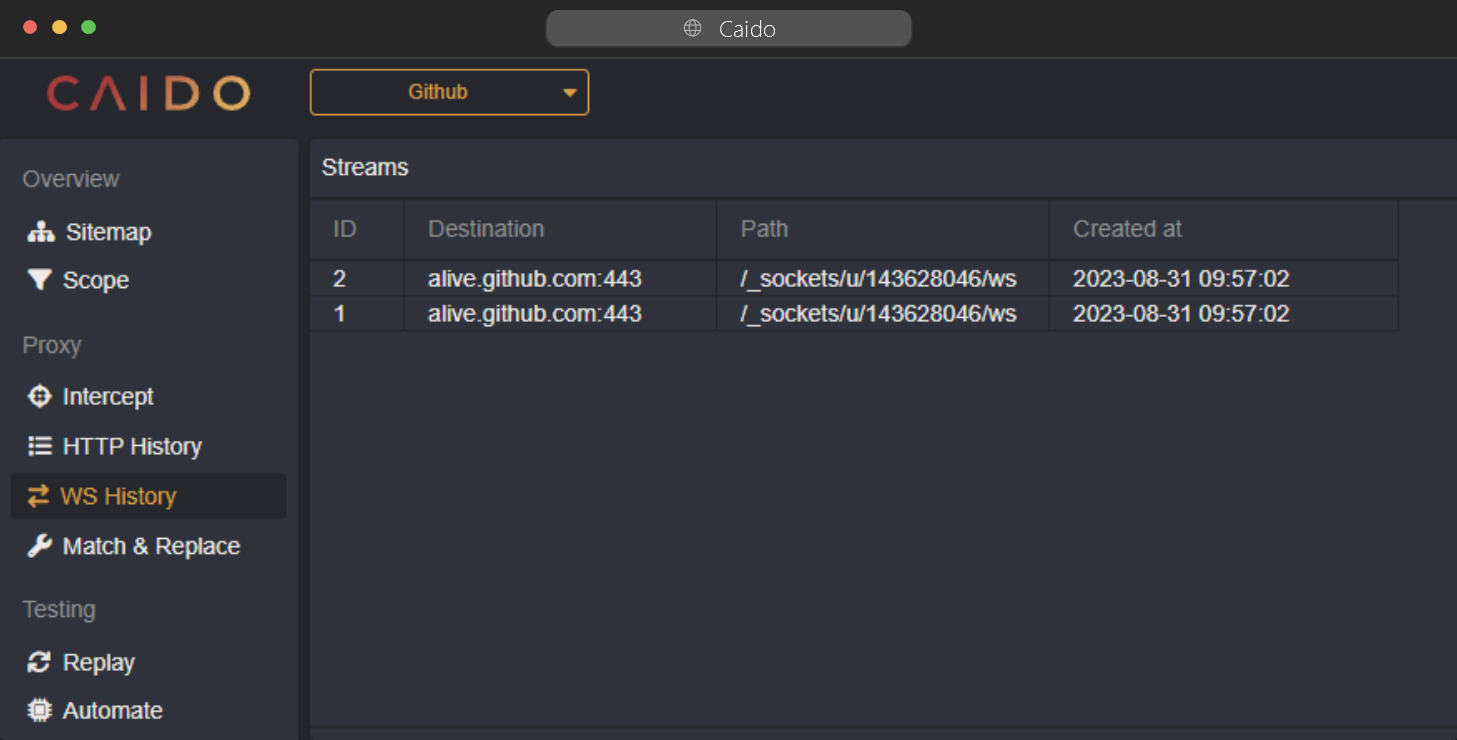 Caido
CAIDO
Github
Overview
Sitemap
Scope
Proxy
Intercept
HTTP History
WS History
Match & Replace
Testing
Replay
Automate
Streams
ID Destination Path Created at
2 alive.github.com:443 /_sockets/u/143628046/ws 2023-08-31 09:57:02
1 alive.github.com:443 /_sockets/u/143628046/ws 2023-08-31 09:57:02